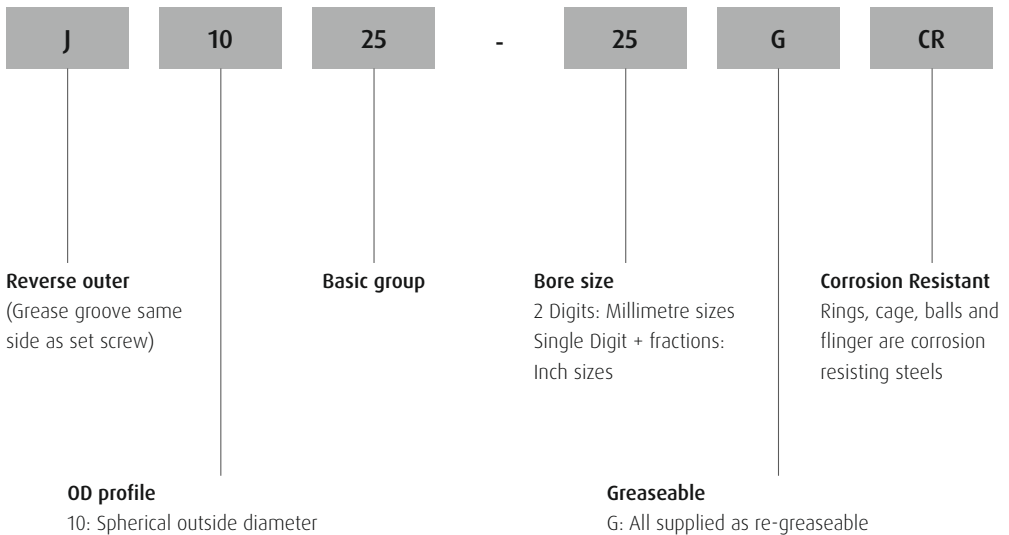 J 10 25 - 25 G CR
Reverse outer
(Grease groove same
side as set screw)
Basic group
Bore size
2 Digits: Millimetre sizes
Single Digit + fractions:
Inch sizes
Corrosion Resistant
Rings, cage, balls and
flinger are corrosion
resisting steels
OD profile
10: Spherical outside diameter
Greaseable
G: All supplied as re-greaseable